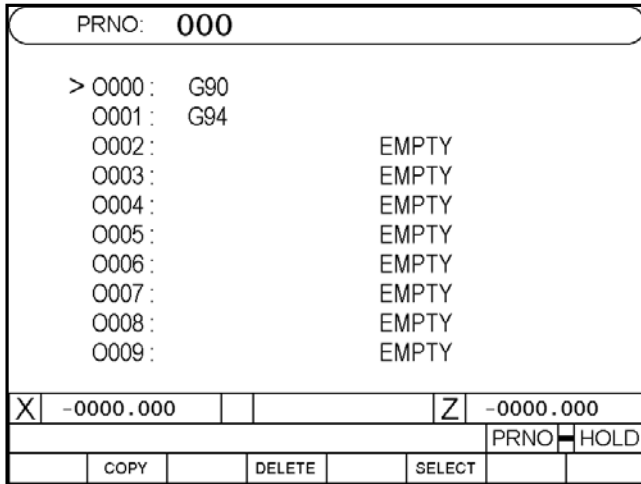 PRNO: 000
> O000 : G90
O001 : G94
O002 : EMPTY
O003 : EMPTY
O004 : EMPTY
O005 : EMPTY
O006 : EMPTY
O007 : EMPTY
O008 : EMPTY
O009 : EMPTY
X -0000.000 Z -0000.000
PRNO HOLD
COPY DELETE SELECT